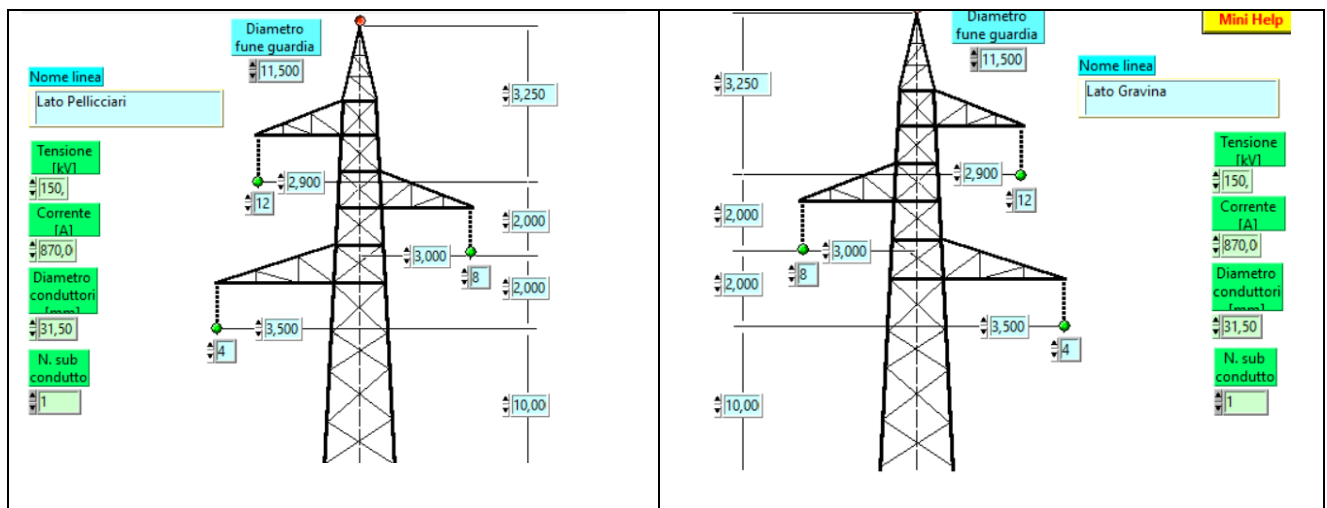 Diametro
fune guardia
11,500
Nome linea
Lato Pellicciari
3,250
Tensione
[kV]
150,
12
2,900
Corrente
[A]
870,0
2,000
3,000
8
Diametro
conduttori
[mm]
31,50
2,000
3,500
4
N. sub
condutto
1
10,00
Mini Help
Diametro
fune guardia
11,500
Nome linea
Lato Gravina
3,250
Tensione
[kV]
150,
2,900
12
Corrente
[A]
870,0
2,000
3,000
8
Diametro
conduttori
[mm]
31,50
2,000
3,500
4
N. sub
condutto
1
10,00